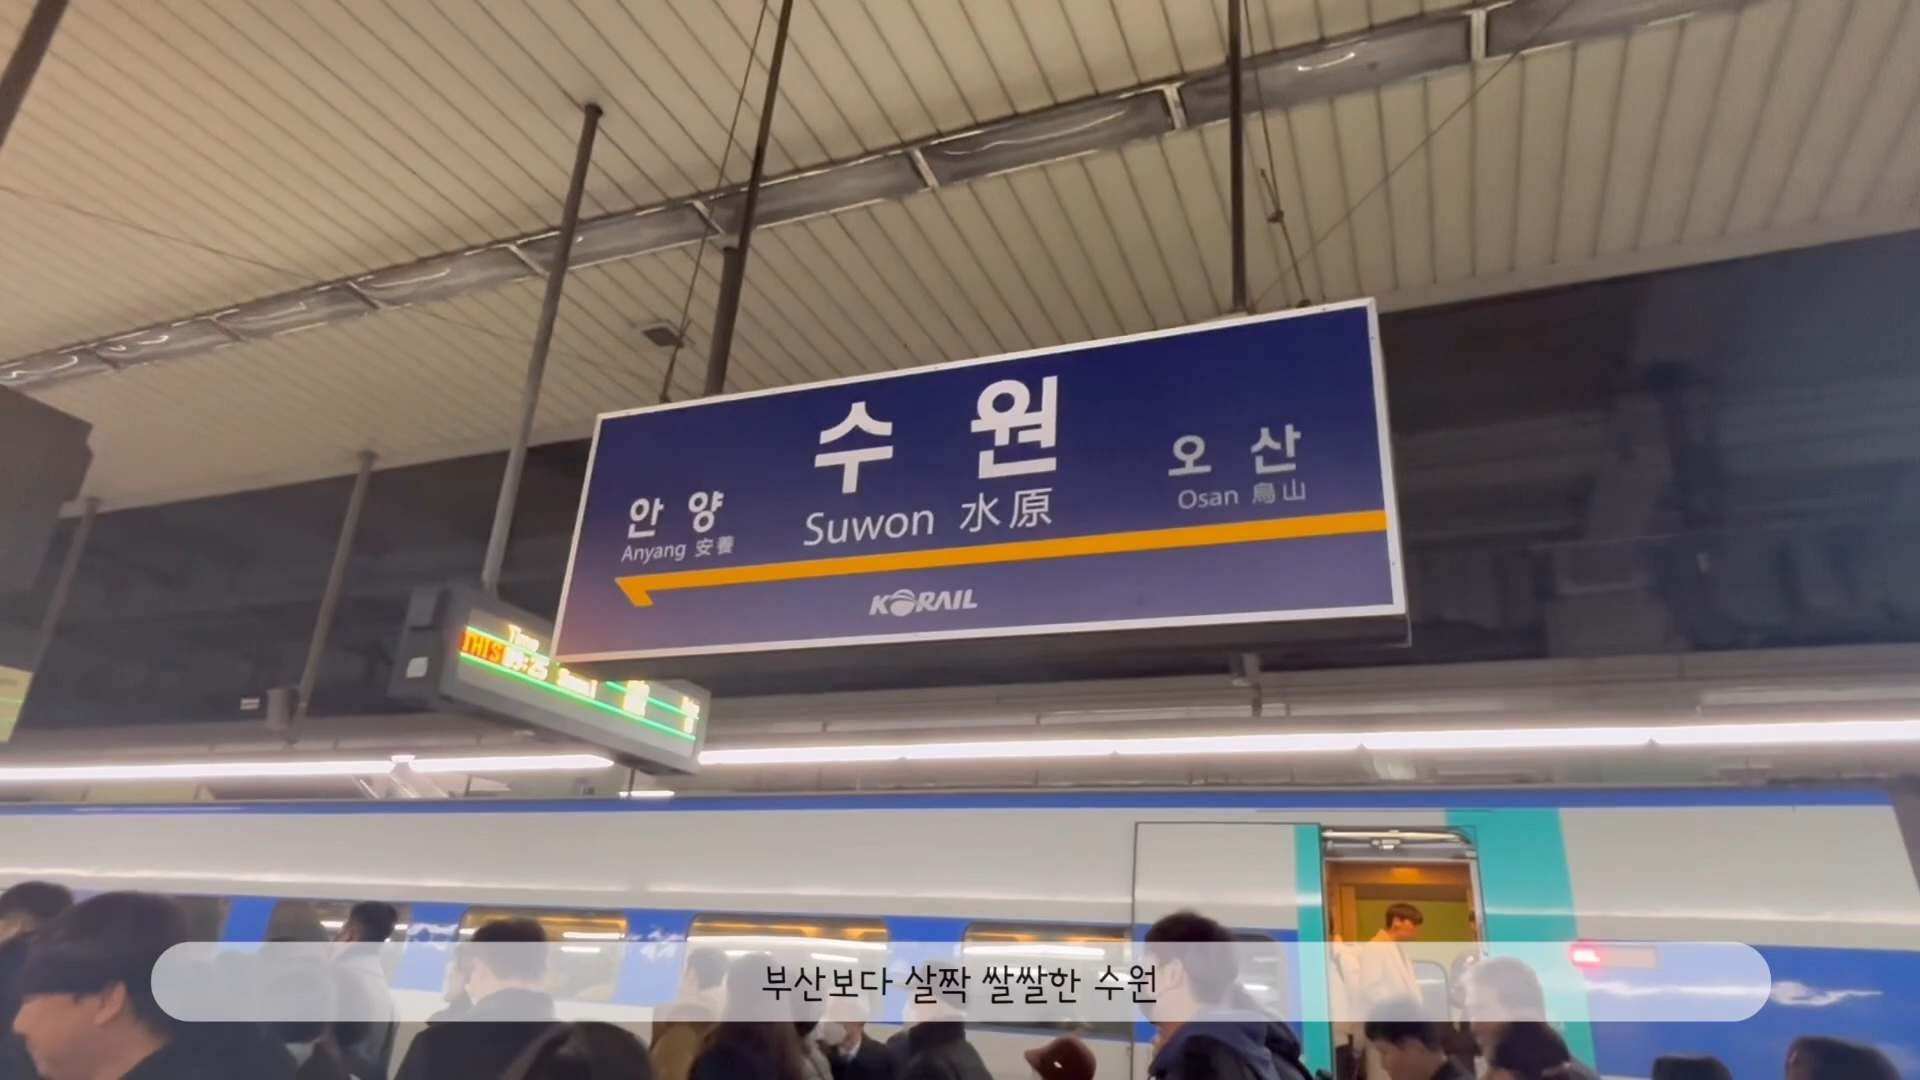 수원
안양
오산
Anyang 安養
Suwon 水原
Osan 烏山
KORAIL
THIS
부산보다 살짝 쌀쌀한 수원